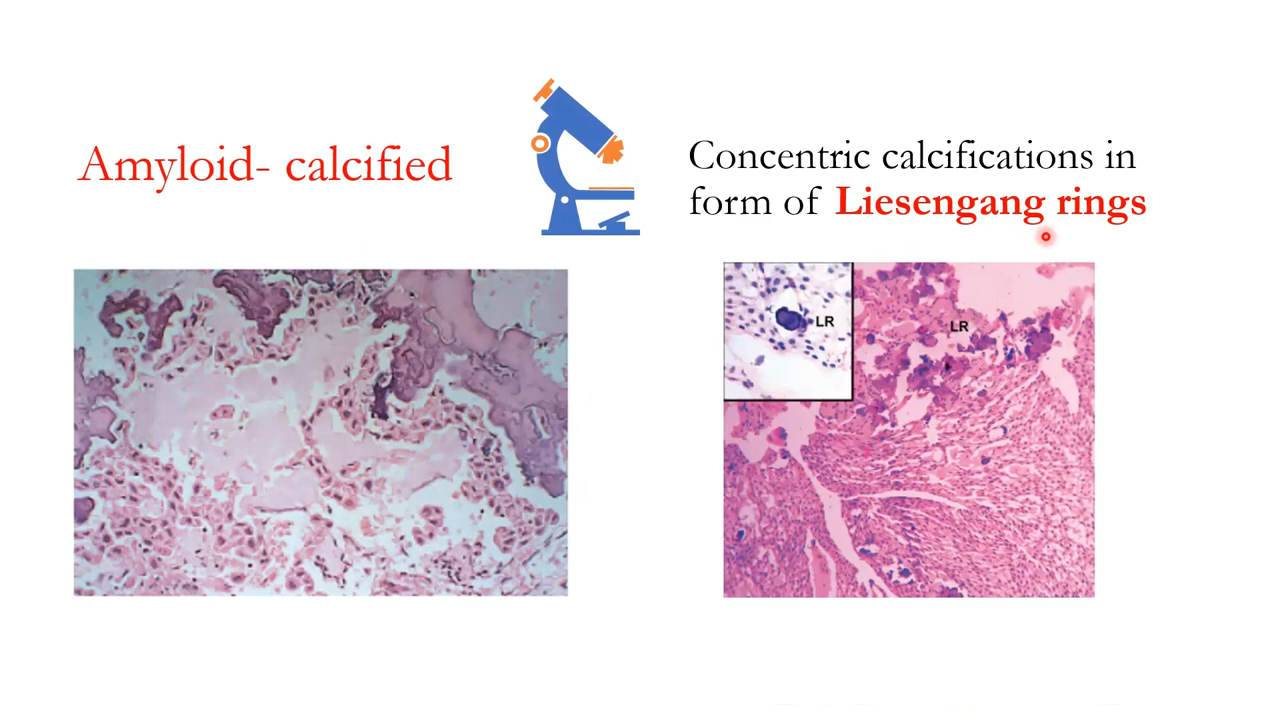 Amyloid- calcified
Concentric calcifications in
form of Liesengang rings
LR
LR